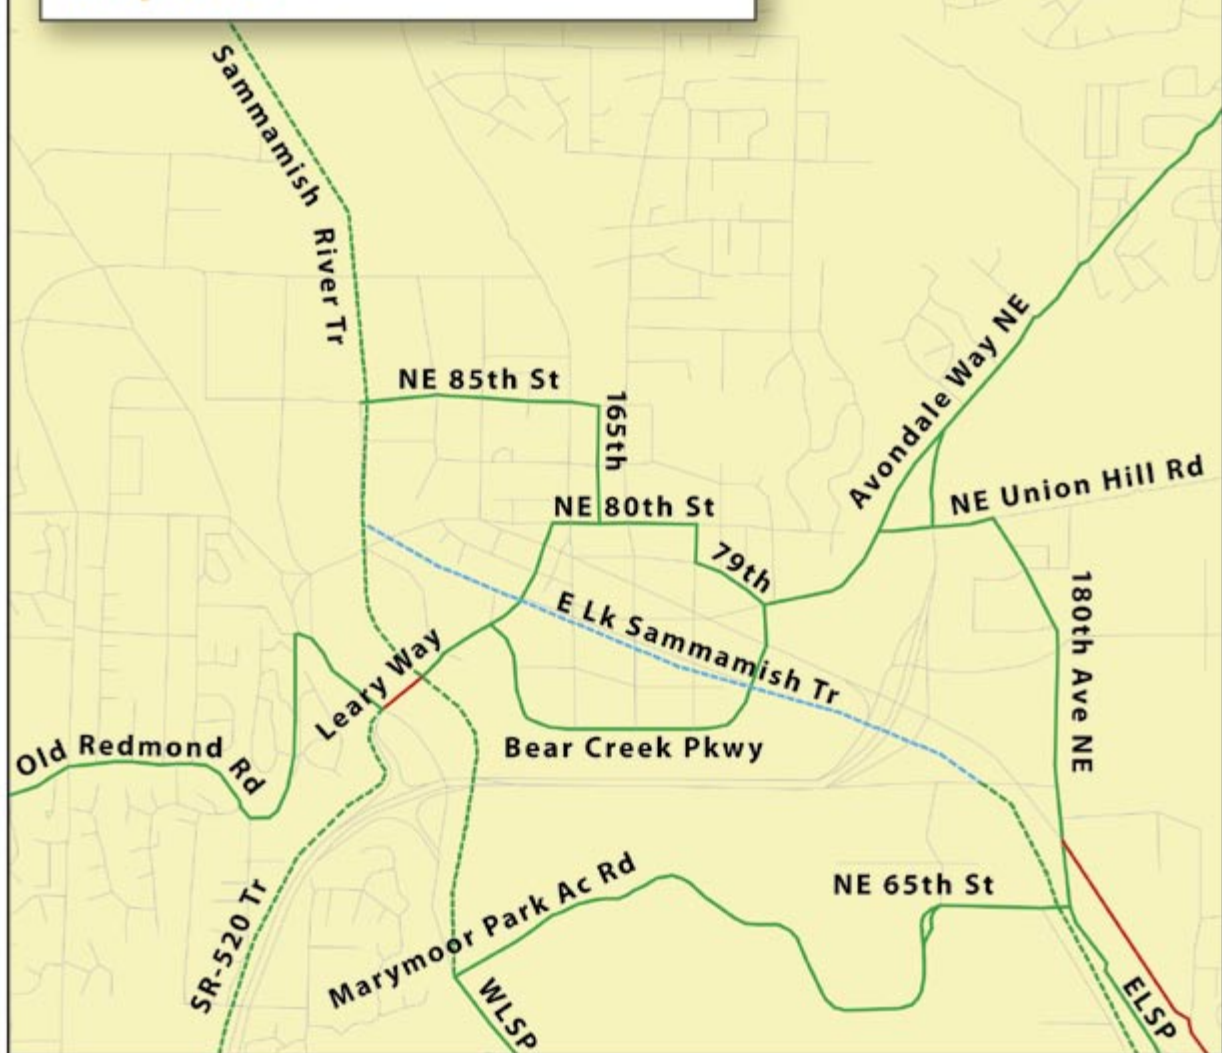 Sammamish River Tr
NE 85th St
165th
Avondale Way NE
NE Union Hill Rd
NE 80th St
79th
180th Ave NE
E Lk Sammamish Tr
Leary Way
Old Redmond Rd
Bear Creek Pkwy
Marymoor Park Ac Rd
NE 65th St
SR-520 Tr
WLSP
ELSP